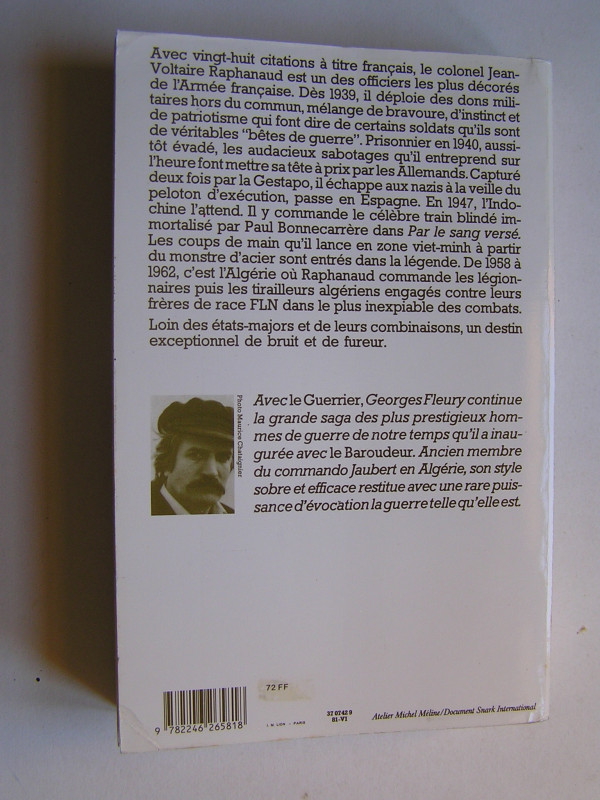 Avec vingt-huit citations à titre français, le colonel Jean-
Voltaire Raphanaud est un des officiers les plus décorés
de l'Armée française. Dès 1939, il déploie des dons mili-
taires hors du commun, mélange de bravoure, d'instinct et
de patriotisme qui font dire de certains soldats qu'ils sont
de véritables "bêtes de guerre". Prisonnier en 1940, aussi-
tôt évadé, les audacieux sabotages qu'il entreprend sur
l'heure font mettre sa tête à prix par les Allemands. Capturé
deux fois par la Gestapo, il échappe aux nazis à la veille du
peloton d'exécution, passe en Espagne. En 1947, l'Indo-
chine l'attend. Il y commande le célèbre train blindé im-
mortalisé par Paul Bonnecarrère dans Par le sang versé.
Les coups de main qu'il lance en zone viet-minh à partir
du monstre d'acier sont entrés dans la légende. De 1958 à
1962, c'est l'Algérie où Raphanaud commande les légion-
naires puis les tirailleurs algériens engagés contre leurs
frères de race FLN dans le plus inexpiable des combats.
Loin des états-majors et de leurs combinaisons, un destin
exceptionnel de bruit et de fureur.
Photo Maurice Chataignier
Avec le Guerrier, Georges Fleury continue
la grande saga des plus prestigieux hom-
mes de guerre de notre temps qu'il a inau-
gurée avec le Baroudeur. Ancien membre
du commando Jaubert en Algérie, son style
sobre et efficace restitue avec une rare puis-
sance d'évocation la guerre telle qu'elle est.
72 FF
9 782246 265818
37 0742 9
81-VI
Atelier Michel Méline/Document Snark International